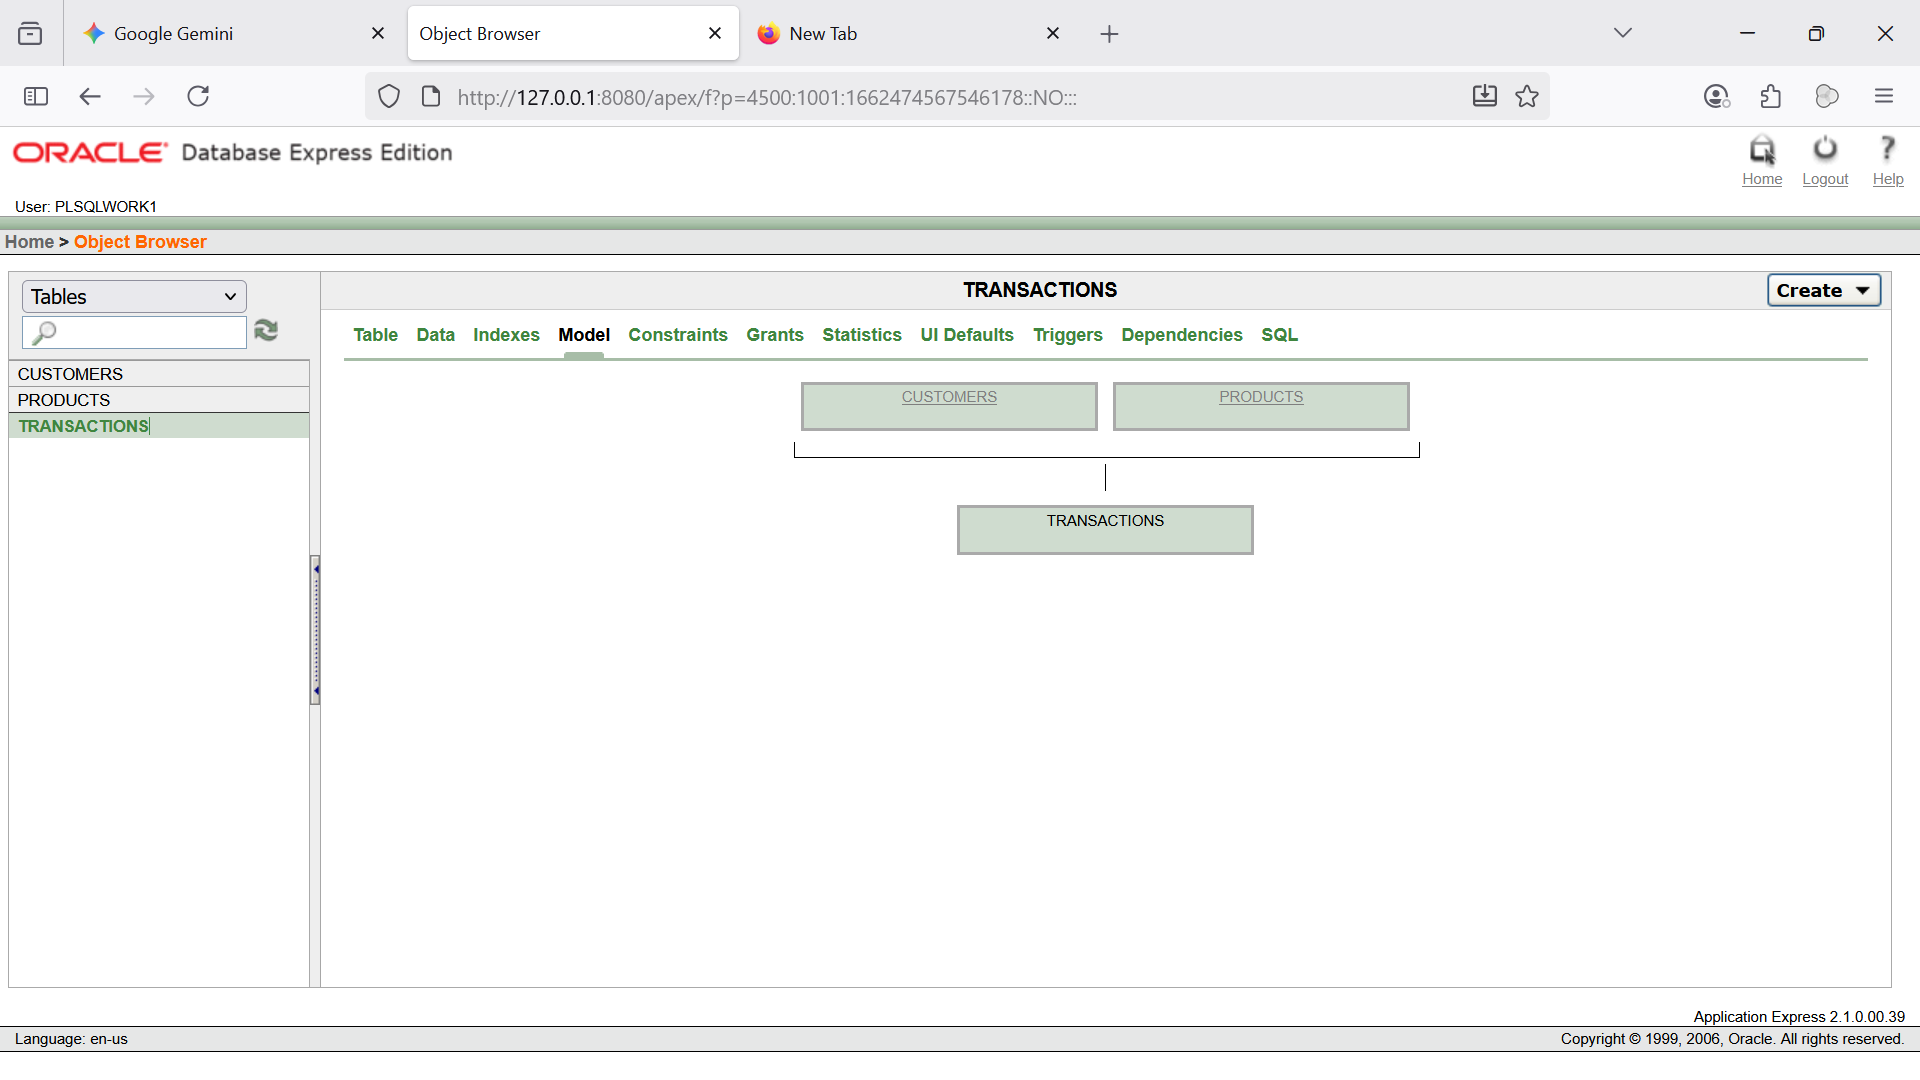 Google Gemini
Object Browser
New Tab
http://127.0.0.1:8080/apex/f?p=4500:1001:1662474567546178::NO:::
ORACLE Database Express Edition
Home Logout Help
User: PLSQLWORK1
Home > Object Browser
Tables
TRANSACTIONS
Create
Table Data Indexes Model Constraints Grants Statistics UI Defaults Triggers Dependencies SQL
CUSTOMERS
PRODUCTS
TRANSACTIONS
CUSTOMERS PRODUCTS
TRANSACTIONS
Application Express 2.1.0.00.39
Language: en-us
Copyright © 1999, 2006, Oracle. All rights reserved.